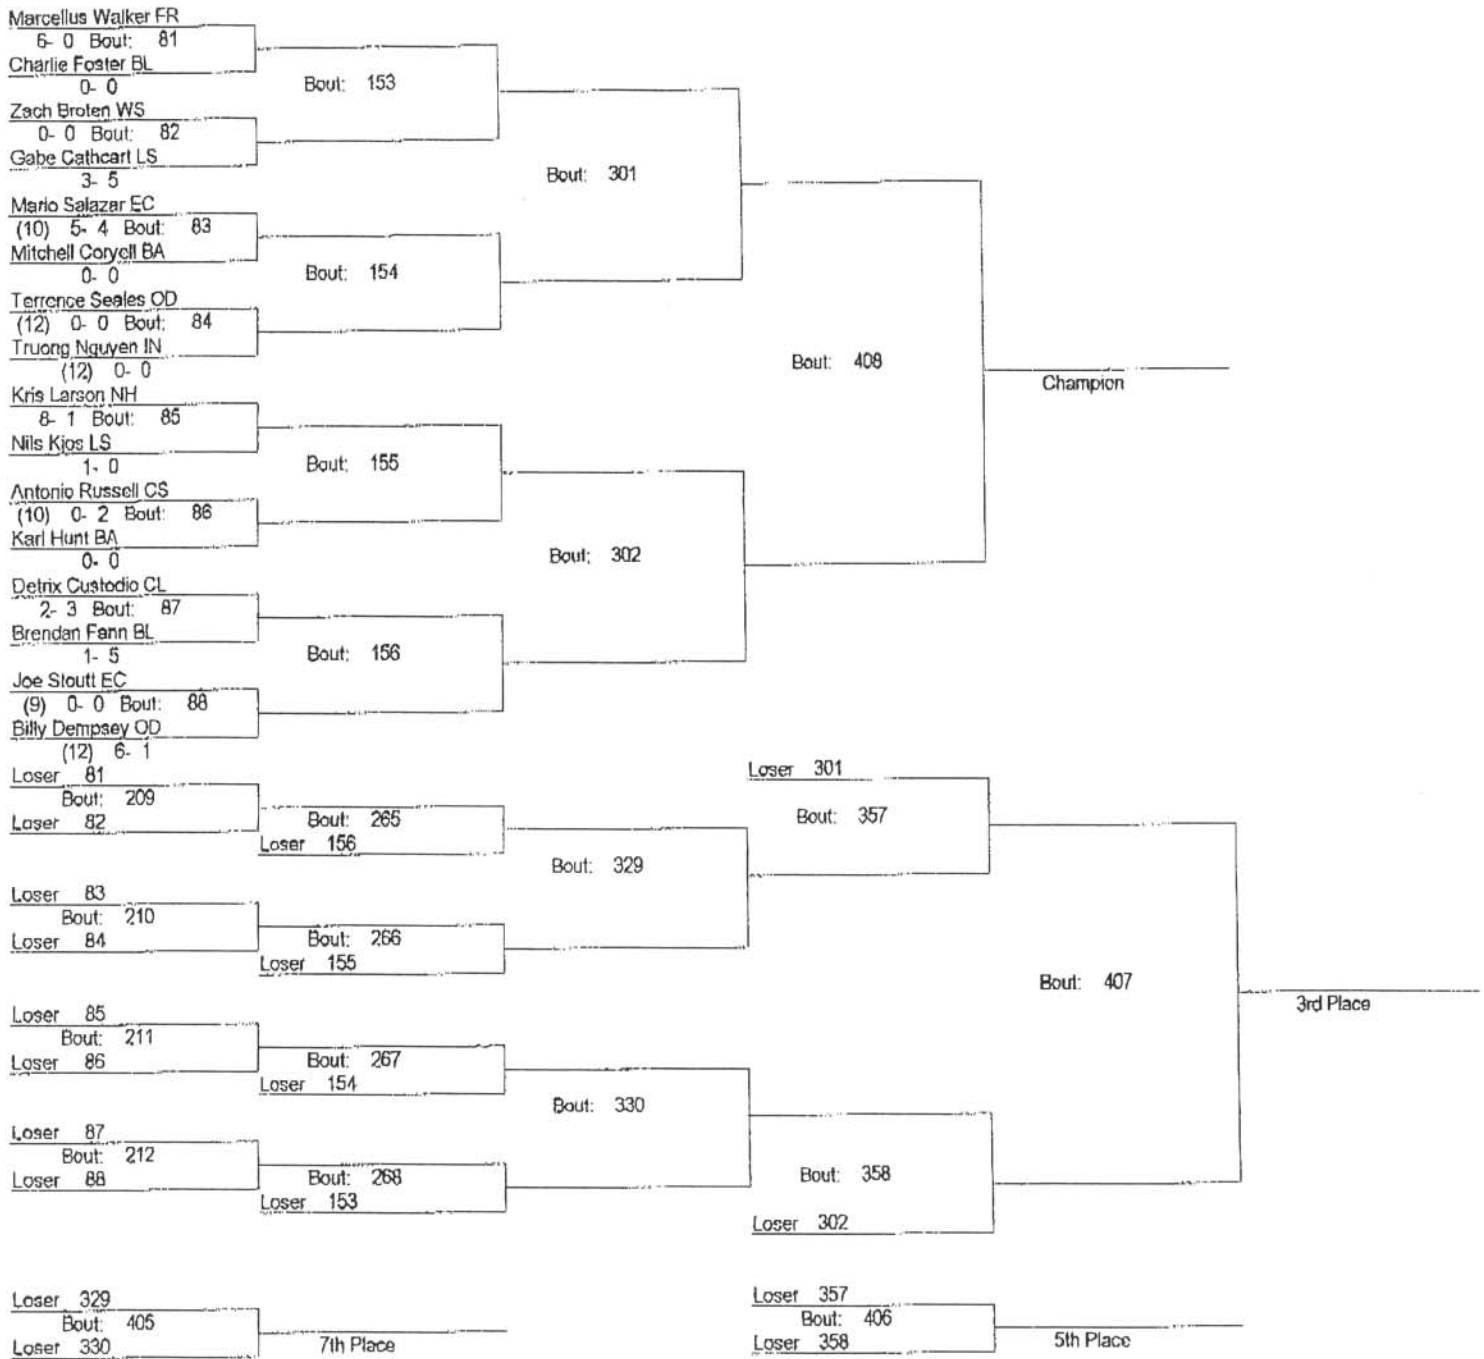 Marcellus Walker FR
6- 0 Bout: 81
Charlie Foster BL
0- 0
Bout: 153
Zach Broten WS
0- 0 Bout: 82
Gabe Cathcart LS
3- 5
Bout: 301
Mario Salazar EC
(10) 5- 4 Bout: 83
Mitchell Coryell BA
0- 0
Bout: 154
Terrence Seales OD
(12) 0- 0 Bout: 84
Truong Nguyen IN
(12) 0- 0
Bout: 408
Champion
Kris Larson NH
8- 1 Bout: 85
Nils Kjos LS
1- 0
Bout: 155
Antonio Russell CS
(10) 0- 2 Bout: 86
Karl Hunt BA
0- 0
Bout: 302
Detrix Custodio CL
2- 3 Bout: 87
Brendan Fann BL
1- 5
Bout: 156
Joe Stoutt EC
(9) 0- 0 Bout: 88
Billy Dempsey OD
(12) 6- 1
Loser 81
Bout: 209
Loser 82
Bout: 265
Loser 156
Loser 301
Bout: 357
Bout: 329
Loser 83
Bout: 210
Loser 84
Bout: 266
Loser 155
Bout: 407
3rd Place
Loser 85
Bout: 211
Loser 86
Bout: 267
Loser 154
Bout: 330
Loser 87
Bout: 212
Loser 88
Bout: 268
Loser 153
Bout: 358
Loser 302
Loser 329
Bout: 405
Loser 330
7th Place
Loser 357
Bout: 406
Loser 358
5th Place